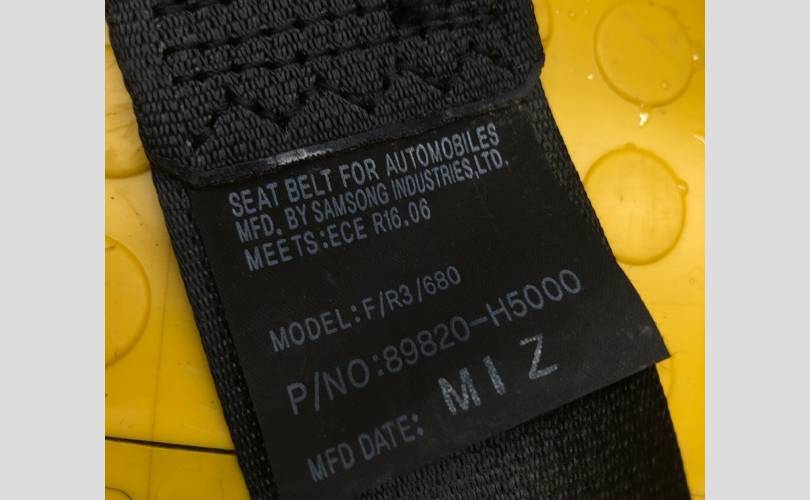 SEAT BELT FOR AUTOMOBILES
MFD. BY SAMSONG INDUSTRIES,LTD.
MEETS:ECE R16.06
MODEL:F/R3/680
P/NO:89820-H5000
MFD DATE: M I Z